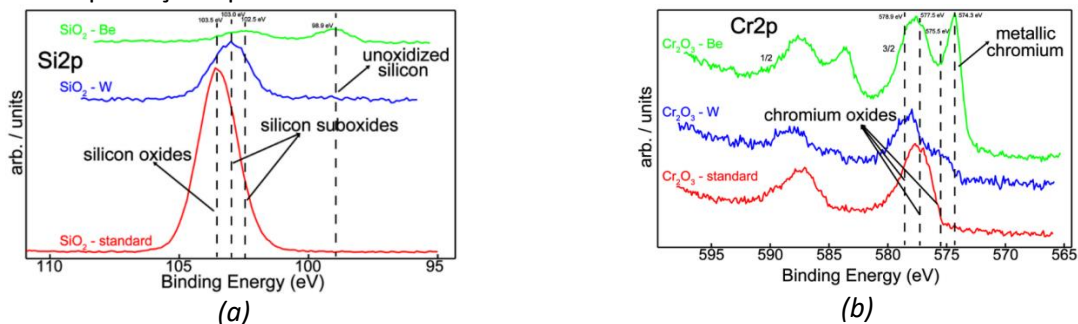 103.5 eV
103.0 eV
102.5 eV
98.9 eV
SiO₂ - Be
Si2p
unoxidized
silicon
SiO₂ - W
silicon suboxides
silicon oxides
SiO₂ - standard
arb. / units
110
105
100
95
Binding Energy (eV)
(a)
578.9 eV
577.5 eV
575.5 eV
574.3 eV
Cr2p
Cr₂O₃ - Be
1/2
3/2
metallic
chromium
chromium oxides
Cr₂O₃ - W
Cr₂O₃ - standard
arb. / units
595
590
585
580
575
570
565
Binding Energy (eV)
(b)